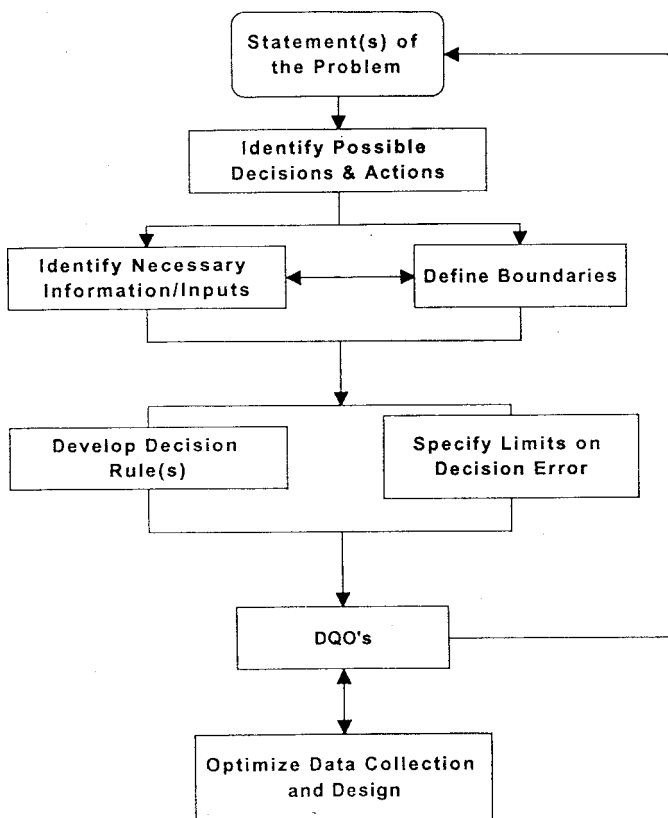 Statement(s) of
the Problem
Identify Possible
Decisions & Actions
Identify Necessary
Information/Inputs
Define Boundaries
Develop Decision
Rule(s)
Specify Limits on
Decision Error
DQO's
Optimize Data Collection
and Design